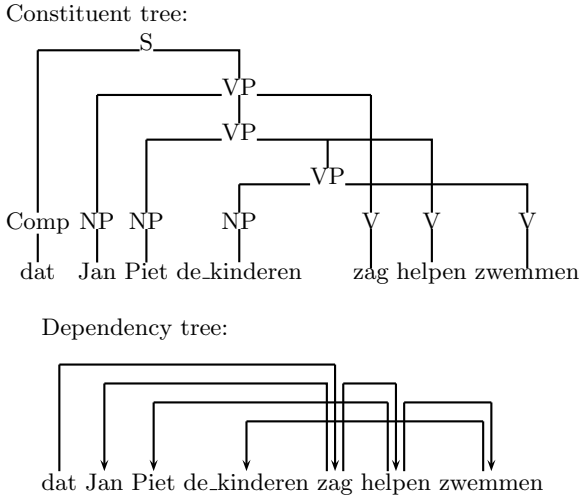 Constituent tree:
S
VP
VP
VP
Comp NP NP NP V V V
dat Jan Piet de_kinderen zag helpen zwemmen
Dependency tree:
dat Jan Piet de_kinderen zag helpen zwemmen